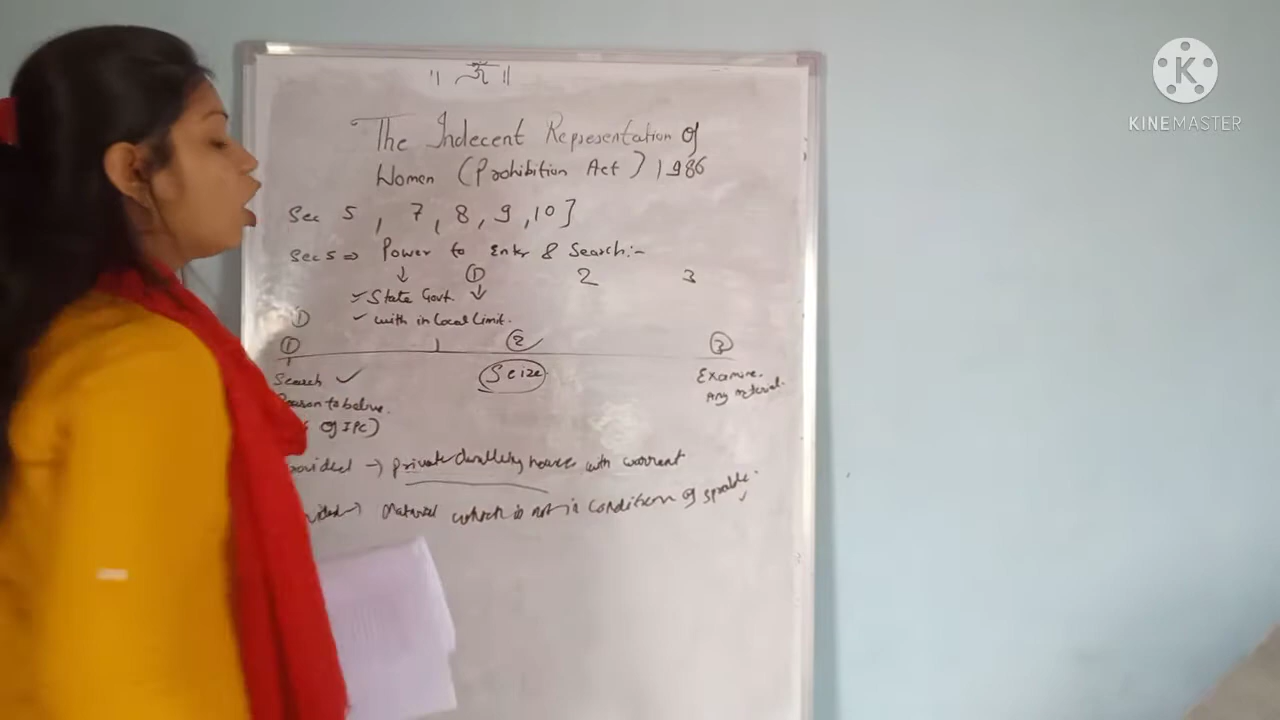 || ॐ ||
The Indecent Representation of
Women (Prohibition Act) 1986
Sec 5, 7, 8, 9, 10]
Sec 5 ⇒ Power to Enter & Search:-
↓ ① 2 3
✓ State Govt. ↓
① ✓ with in Local Limit.
① ② ③
Search ✓ Seize Examine.
Reason to believe. Any material.
of IPC)
provided → private dwelling house with warrant
Material which is not in condition of
K
KINEMASTER